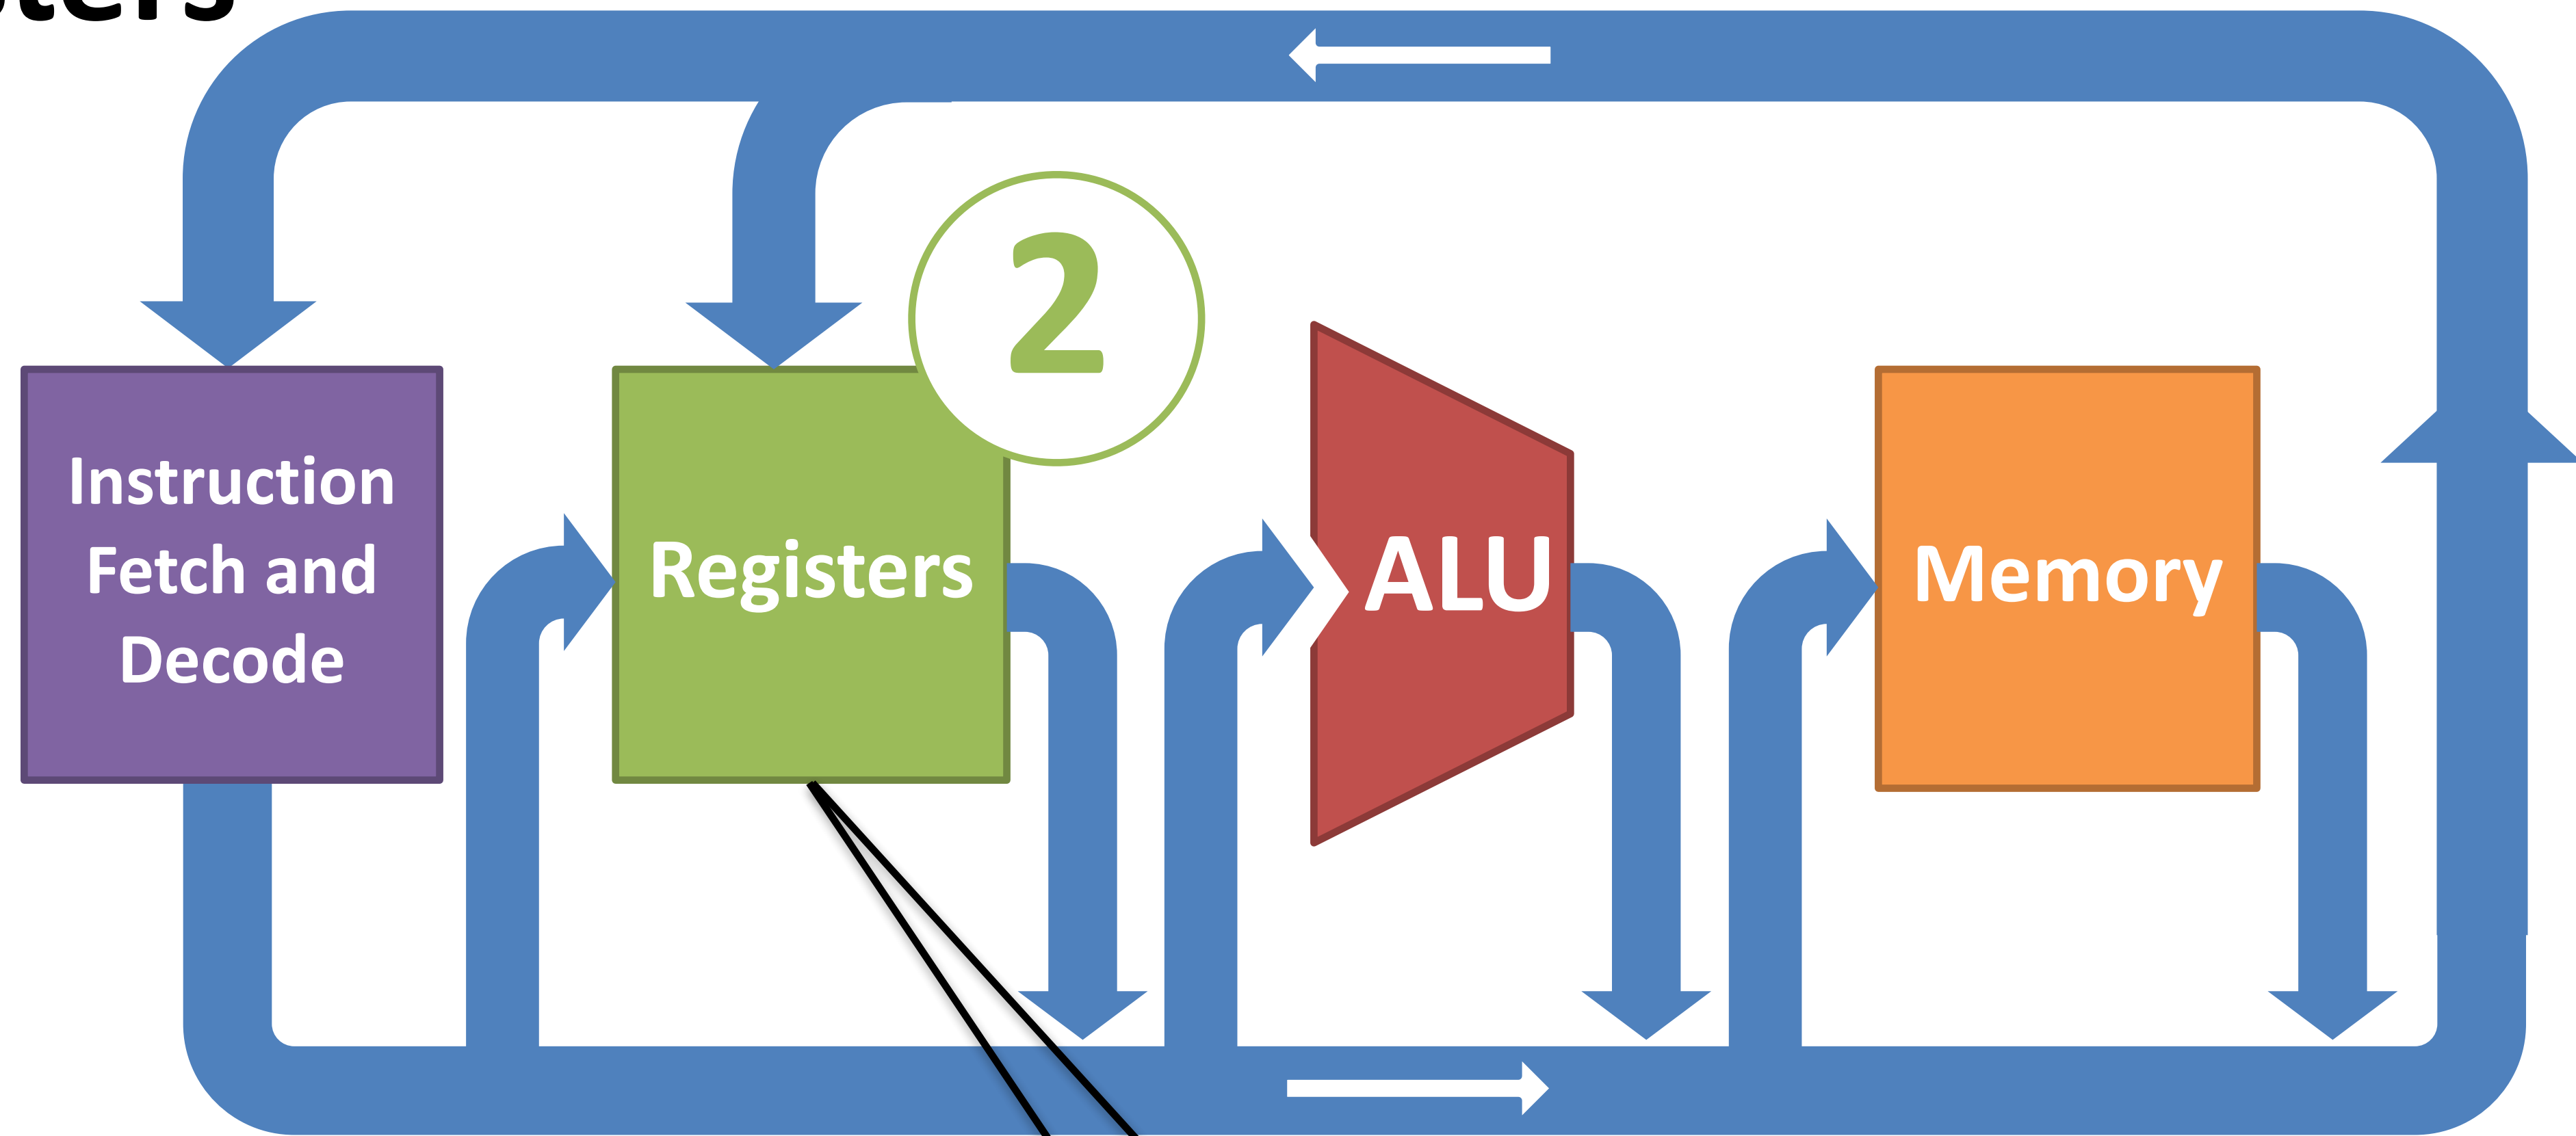 2
Instruction
Fetch and
Decode
Registers
ALU
Memory